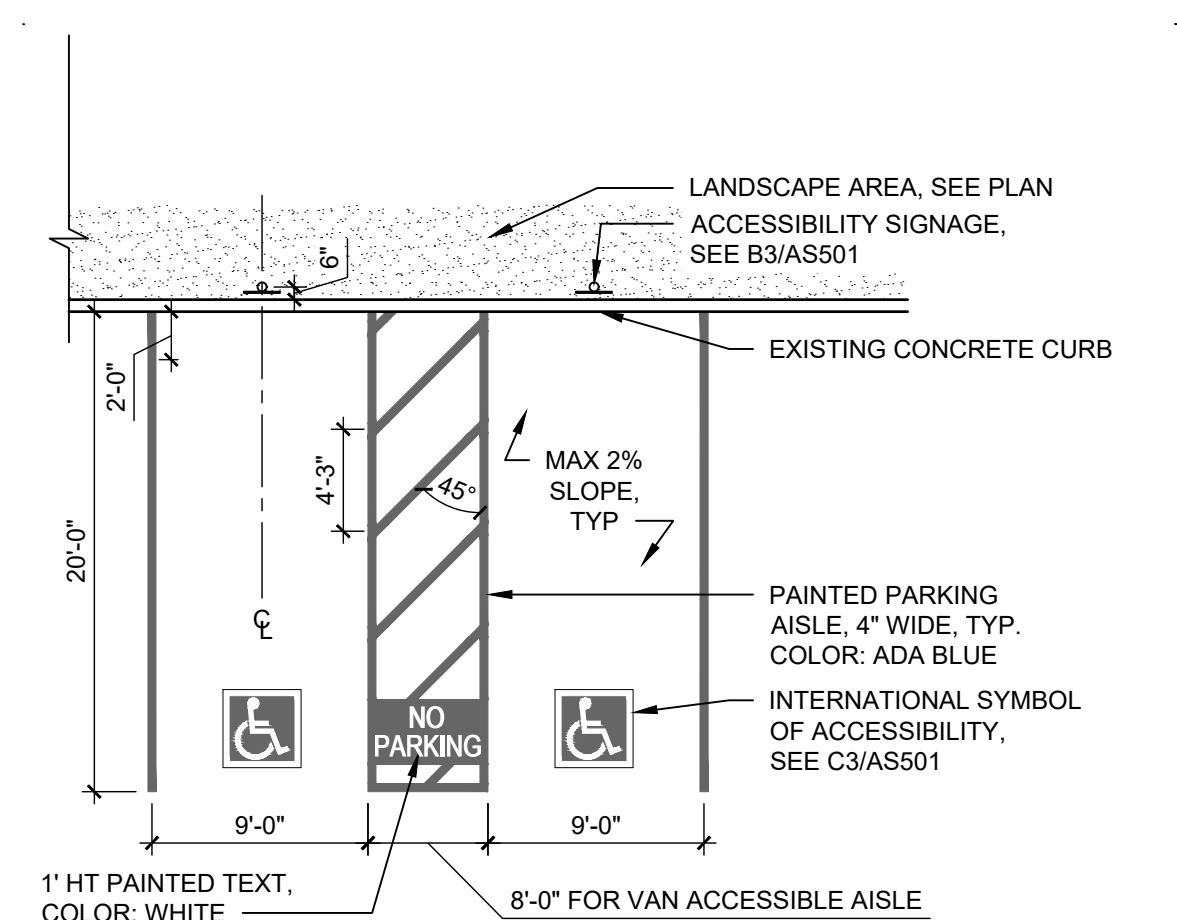 LANDSCAPE AREA, SEE PLAN
ACCESSIBILITY SIGNAGE,
SEE B3/AS501
6"
EXISTING CONCRETE CURB
2'-0"
MAX 2%
SLOPE,
TYP
4'-3"
45°
20'-0"
PAINTED PARKING
AISLE, 4" WIDE, TYP.
COLOR: ADA BLUE
CL
INTERNATIONAL SYMBOL
OF ACCESSIBILITY,
SEE C3/AS501
NO
PARKING
9'-0"
9'-0"
1' HT PAINTED TEXT,
COLOR: WHITE
8'-0" FOR VAN ACCESSIBLE AISLE